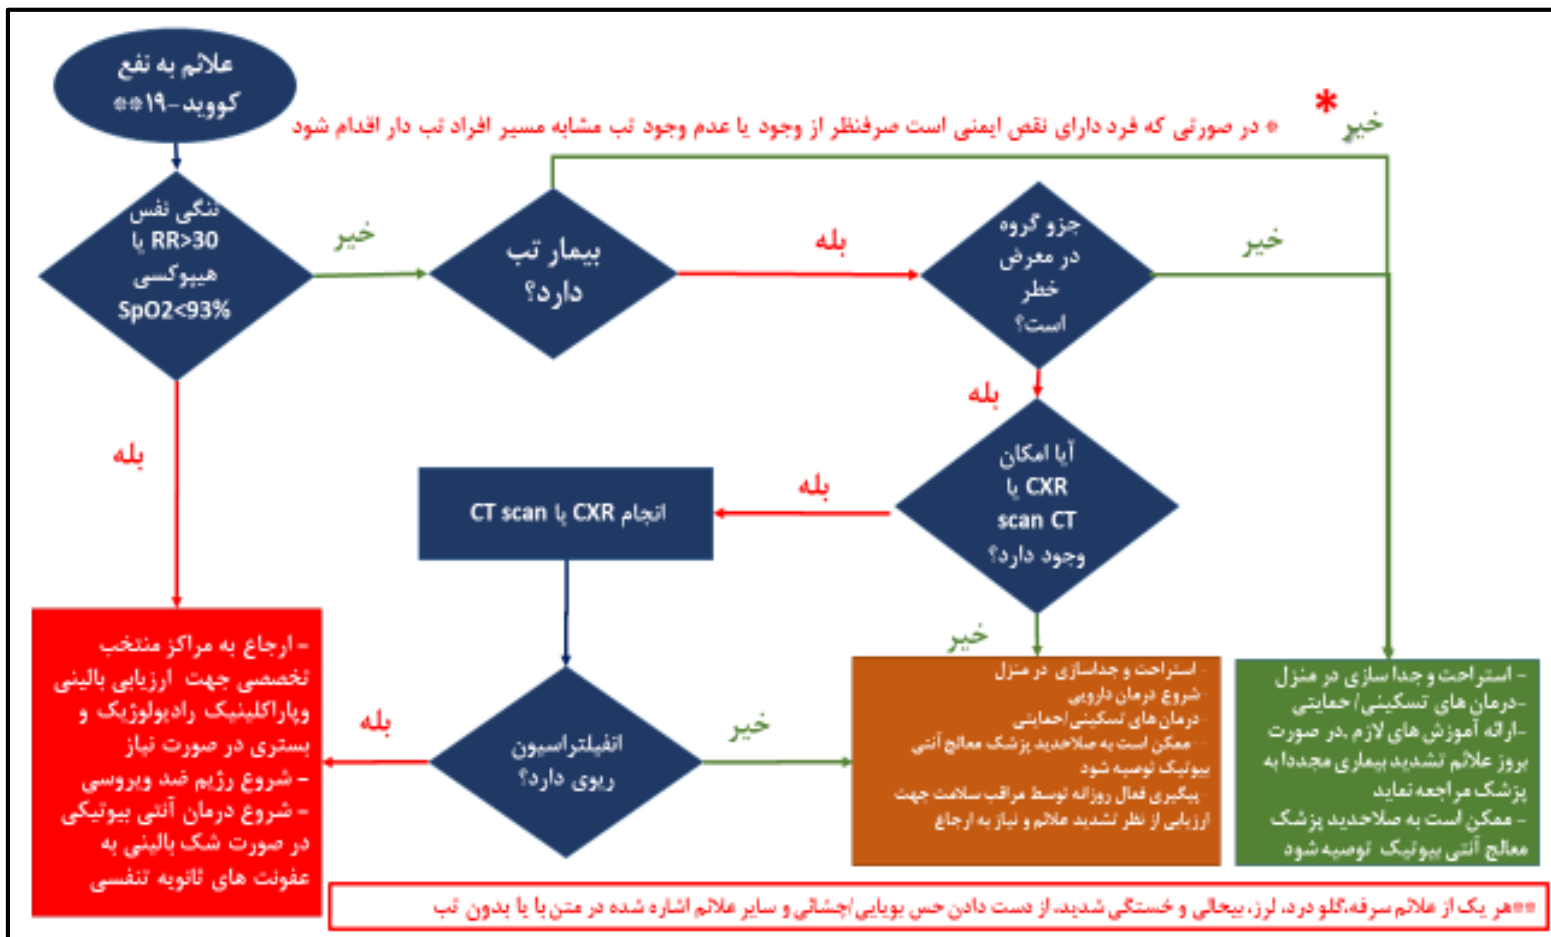 علائم به نفع
کووید-۱۹**
* در صورتی که فرد دارای نقص ایمنی است صرفنظر از وجود یا عدم وجود تب مشابه مسیر افراد تب دار اقدام شود
*
خیر
تنگی نفس
یا RR>30
هیپوکسی
SpO2<93%
خیر
بیمار تب
دارد؟
بله
جزو گروه
در معرض
خطر
است؟
خیر
بله
بله
آیا امکان
CXR
یا
scan CT
وجود دارد؟
بله
انجام CXR یا CT scan
خیر
- ارجاع به مراکز منتخب
تخصصی جهت ارزیابی بالینی
وپاراکلینیک رادیولوژیک و
بستری در صورت نیاز
- شروع رژیم ضد ویروسی
- شروع درمان آنتی بیوتیکی
در صورت شک بالینی به
عفونت های ثانویه تنفسی
بله
انفیلتراسیون
ریوی دارد؟
خیر
- استراحت و جداسازی در منزل
-شروع درمان دارویی
-درمان های تسکینی/حمایتی
-ممکن است به صلاحدید پزشک معالج آنتی
بیوتیک توصیه شود
-پیگیری فعال روزانه توسط مراقب سلامت جهت
ارزیابی از نظر تشدید علائم و نیاز به ارجاع
- استراحت و جدا سازی در منزل
-درمان های تسکینی/حمایتی
-ارائه آموزش های لازم .در صورت
بروز علائم تشدید بیماری مجددا به
پزشک مراجعه نماید
- ممکن است به صلاحدید پزشک
معالج آنتی بیوتیک توصیه شود
**هر یک از علائم سرفه،گلو درد، لرز، بیحالی و خستگی شدید، از دست دادن حس بویایی/چشائی و سایر علائم اشاره شده در متن با یا بدون تب